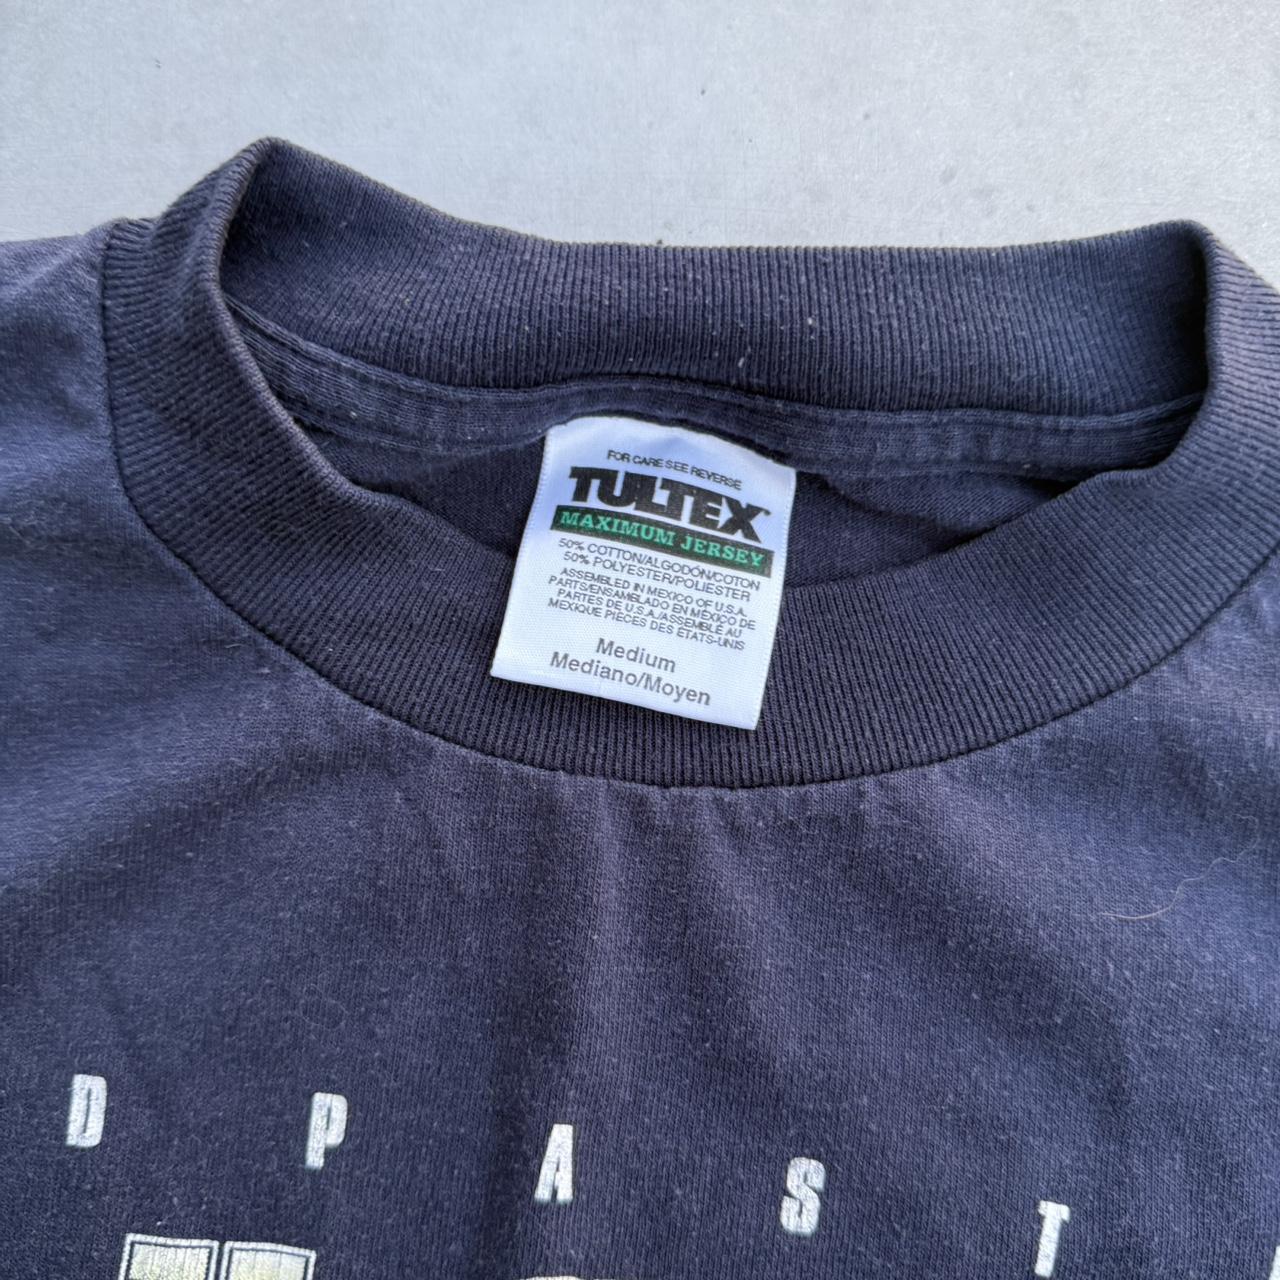 FOR CARE SEE REVERSE
TULTEX
MAXIMUM JERSEY
50% COTTON/ALGODÓN/COTON
50% POLYESTER/POLIESTER
ASSEMBLED IN MEXICO OF U.S.A.
PARTS/ENSAMBLADO EN MÉXICO DE
PARTES DE U.S.A./ASSEMBLÉ AU
MEXIQUE PIÈCES DES ÉTATS-UNIS
Medium
Mediano/Moyen
D P A S T